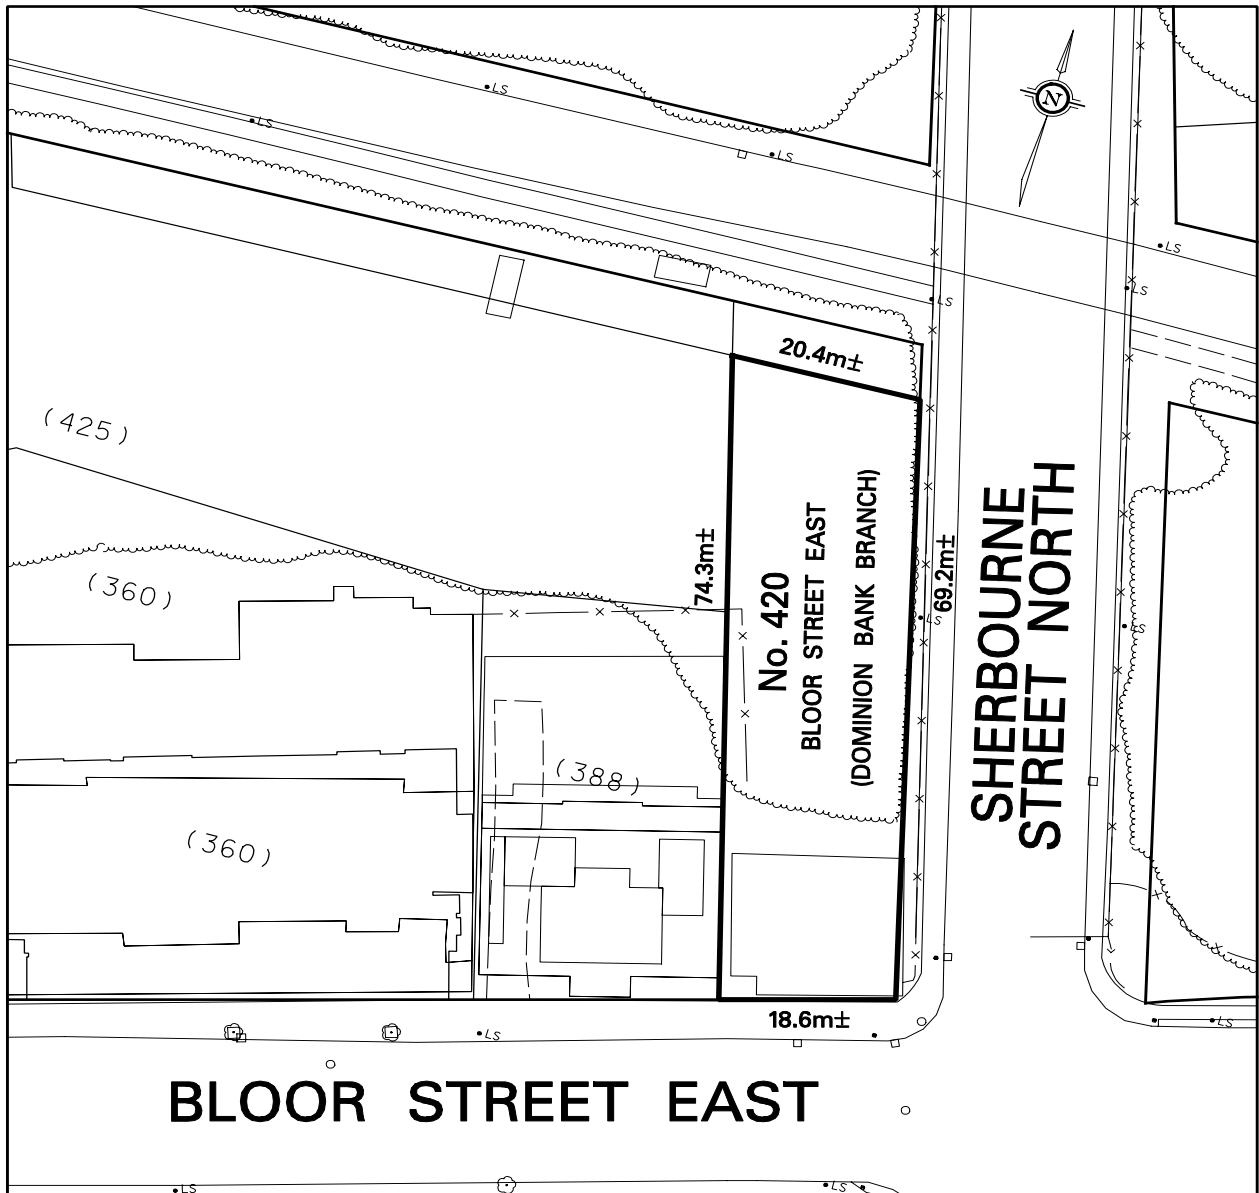 LS
LS
N
LS
LS
LS
LS
20.4m±
(425)
74.3m±
No. 420
BLOOR STREET EAST
(DOMINION BANK BRANCH)
69.2m±
SHERBOURNE
STREET NORTH
(360)
LS
LS
(388)
(360)
18.6m±
LS
LS
BLOOR STREET EAST
LS
LS